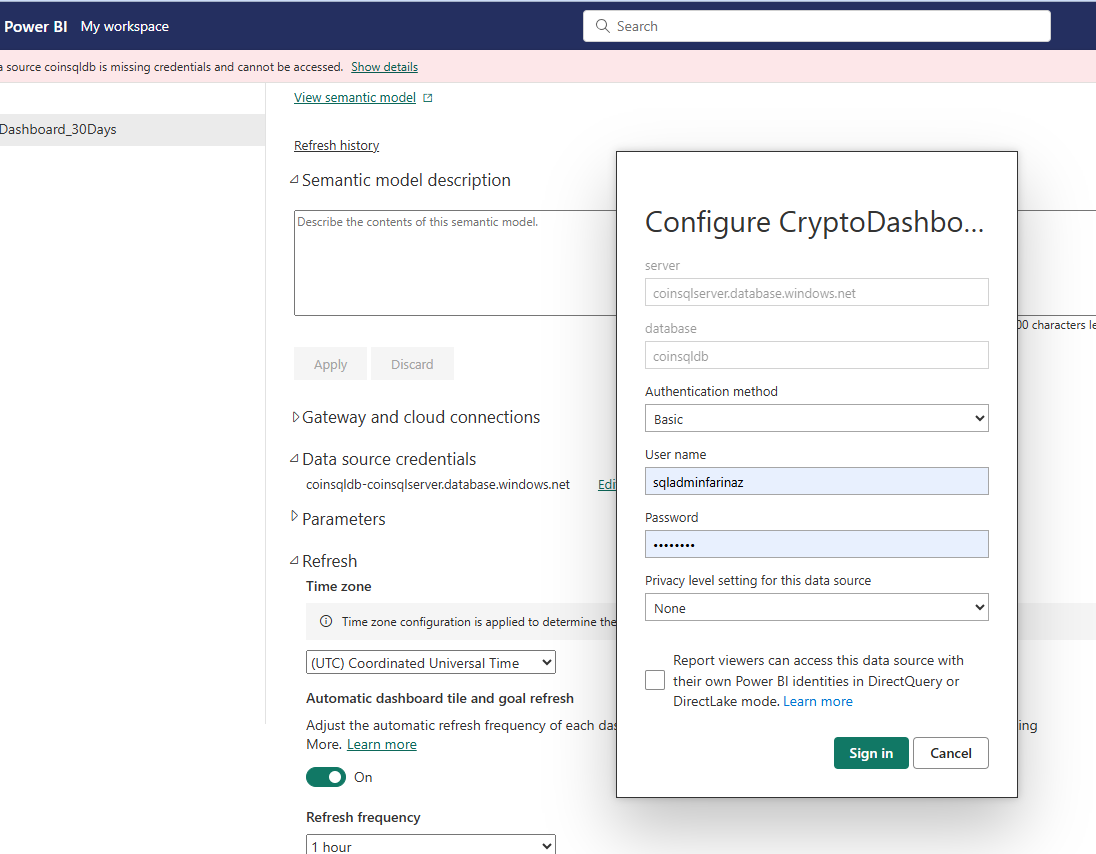 Power BI My workspace
Search
a source coinsqldb is missing credentials and cannot be accessed. Show details
View semantic model
Dashboard_30Days
Refresh history
Semantic model description
Describe the contents of this semantic model.
00 characters le
Apply Discard
Gateway and cloud connections
Data source credentials
coinsqldb-coinsqlserver.database.windows.net Edi
Parameters
Refresh
Time zone
Time zone configuration is applied to determine the
(UTC) Coordinated Universal Time
Automatic dashboard tile and goal refresh
Adjust the automatic refresh frequency of each das
ing
More. Learn more
On
Refresh frequency
1 hour
Configure CryptoDashbo...
server
coinsqlserver.database.windows.net
database
coinsqldb
Authentication method
Basic
User name
sqladminfarinaz
Password
••••••••
Privacy level setting for this data source
None
Report viewers can access this data source with
their own Power BI identities in DirectQuery or
DirectLake mode. Learn more
Sign in Cancel